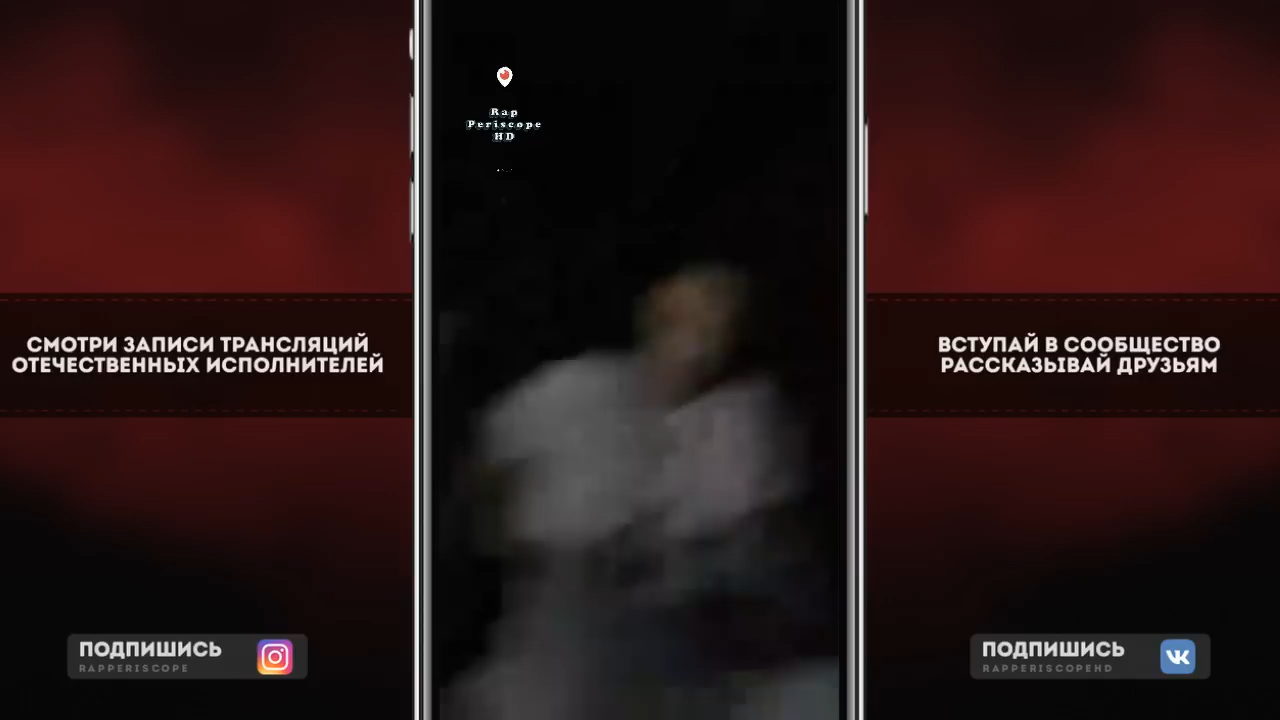 Rap
Periscope
HD
СМОТРИ ЗАПИСИ ТРАНСЛЯЦИЙ
ОТЕЧЕСТВЕННЫХ ИСПОЛНИТЕЛЕЙ
ВСТУПАЙ В СООБЩЕСТВО
РАССКАЗЫВАЙ ДРУЗЬЯМ
ПОДПИШИСЬ
RAPPERISCOPE
ПОДПИШИСЬ
RAPPERISCOPEHD